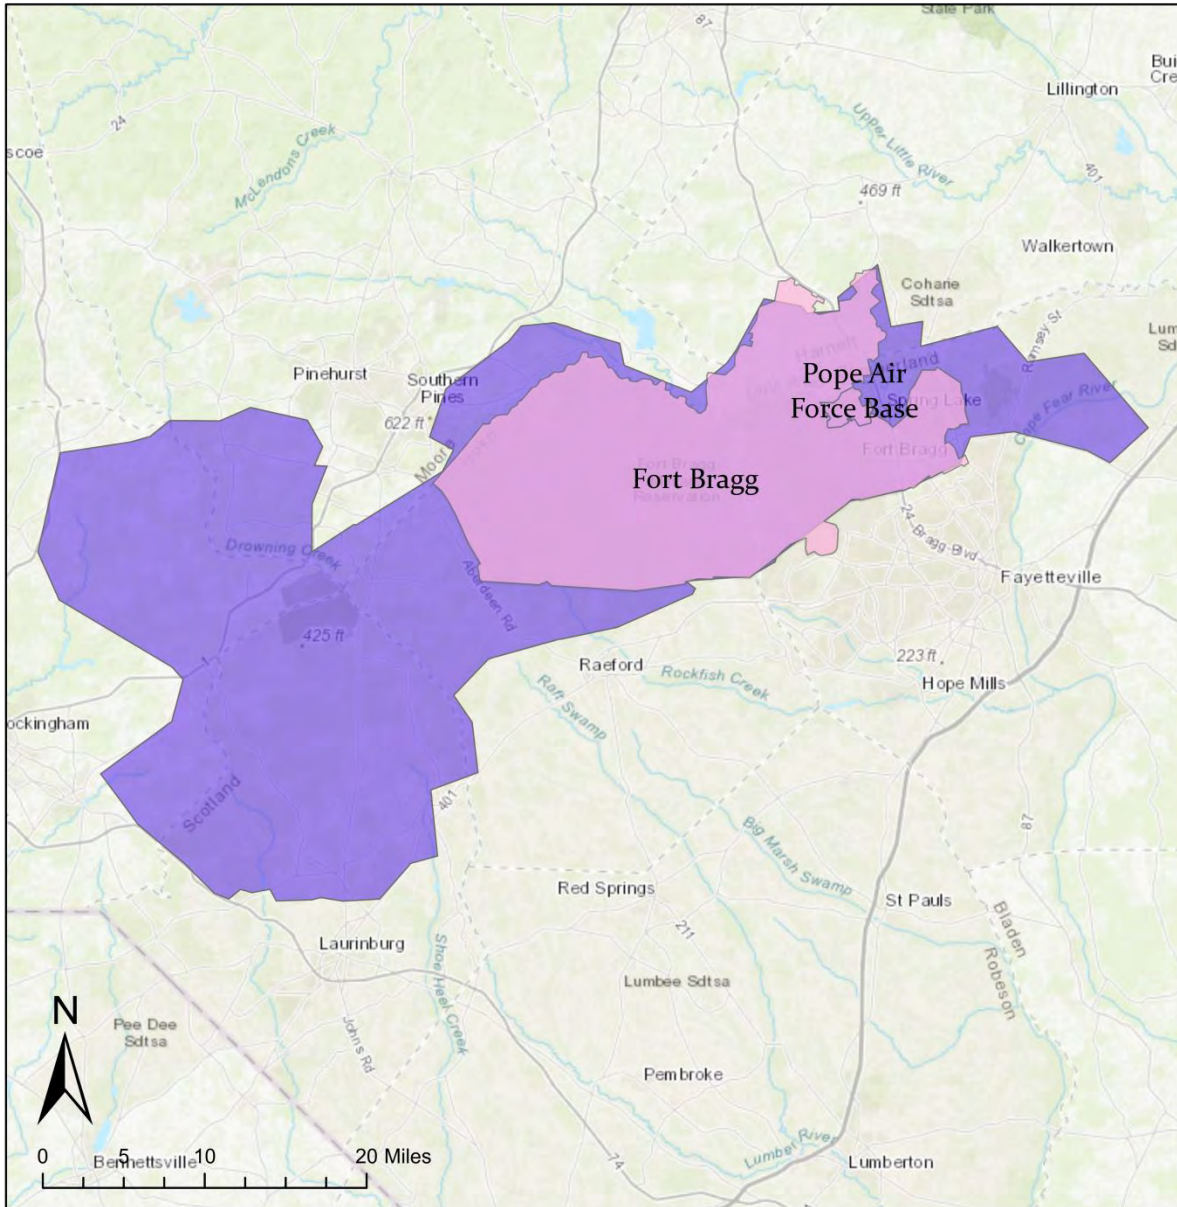 State Park
87
Bui
Cre
Lillington
24
McLendons Creek
Upper Little River
401
scoe
469 ft
Walkertown
Coharie
Sdtsa
Ramsey St
Lum
Sd
Harnett
erland
Pinehurst
Southern
Pines
Pope Air
Force Base
Spring Lake
Cape Fear River
622 ft
Moore
Hoke
Fort Bragg
Fort Bragg
Fort Bragg
Reservation
24
Bragg-Blvd
Drowning Creek
Aberdeen Rd
Fayetteville
425 ft
1
Raeford
Rockfish Creek
223 ft
Hope Mills
Raft Swamp
ockingham
Scotland
401
87
Big Marsh Swamp
Red Springs
St Pauls
211
Bladen
Robeson
Laurinburg
Shoe Heel Creek
Lumbee Sdtsa
N
Pee Dee
Sdtsa
Johns Rd
Pembroke
74
Lumber River
Lumberton
0 5 10 20 Miles
Bennettsville